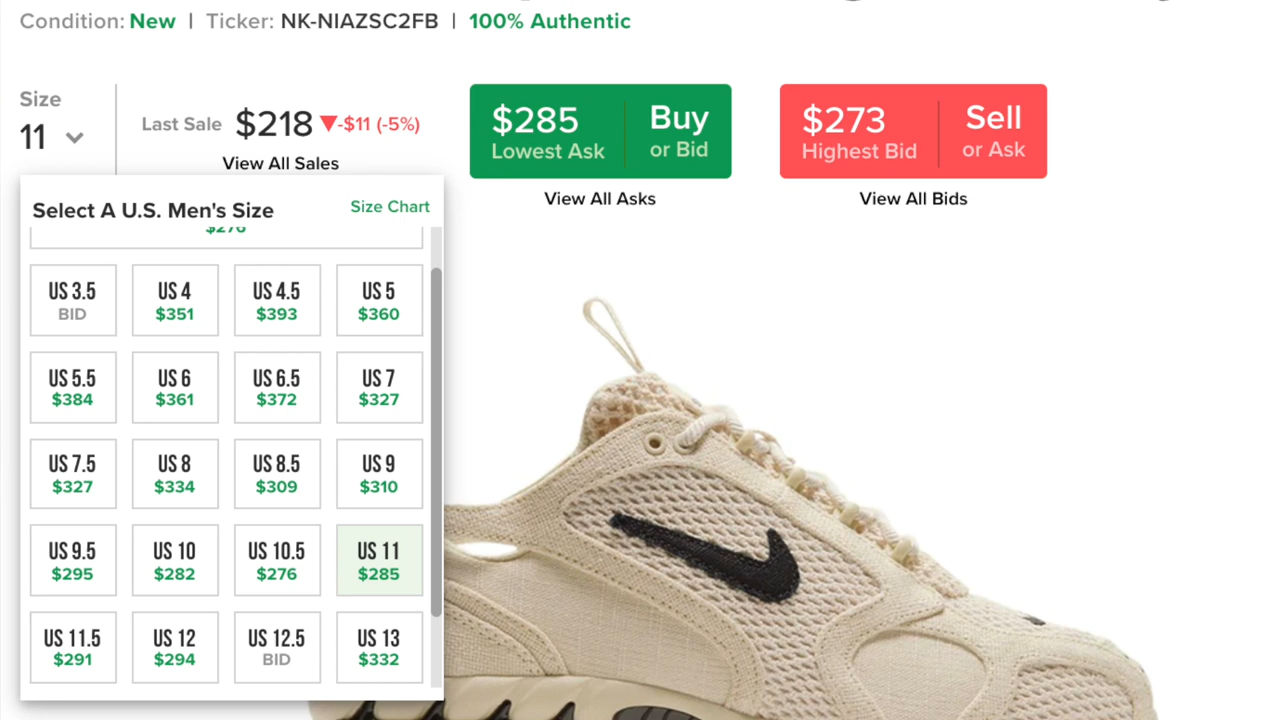 Condition: New | Ticker: NK-NIAZSC2FB | 100% Authentic
Size
11
Last Sale $218 ▼-$11 (-5%)
View All Sales
$285 Buy
Lowest Ask or Bid
View All Asks
$273 Sell
Highest Bid or Ask
View All Bids
Select A U.S. Men's Size Size Chart
$276
US 3.5 US 4 US 4.5 US 5
BID $351 $393 $360
US 5.5 US 6 US 6.5 US 7
$384 $361 $372 $327
US 7.5 US 8 US 8.5 US 9
$327 $334 $309 $310
US 9.5 US 10 US 10.5 US 11
$295 $282 $276 $285
US 11.5 US 12 US 12.5 US 13
$291 $294 BID $332